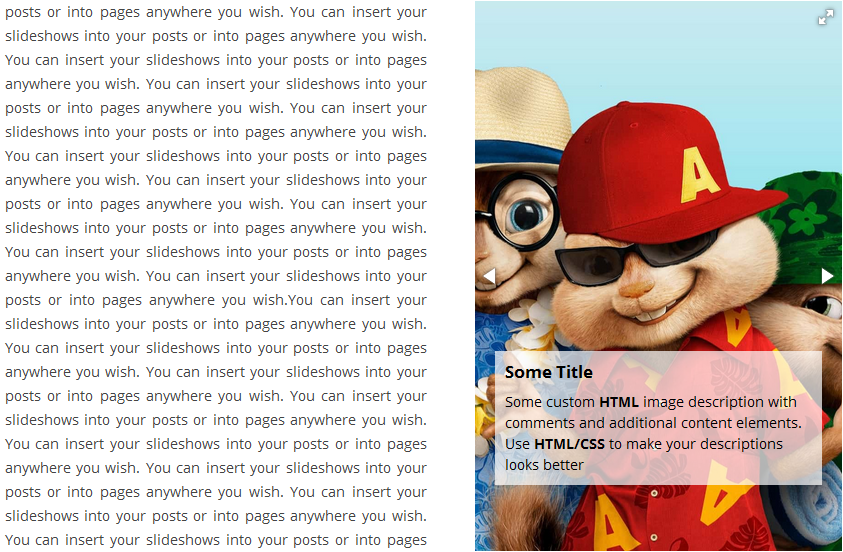 posts or into pages anywhere you wish. You can insert your
slideshows into your posts or into pages anywhere you wish.
You can insert your slideshows into your posts or into pages
anywhere you wish. You can insert your slideshows into your
posts or into pages anywhere you wish. You can insert your
slideshows into your posts or into pages anywhere you wish.
You can insert your slideshows into your posts or into pages
anywhere you wish. You can insert your slideshows into your
posts or into pages anywhere you wish. You can insert your
slideshows into your posts or into pages anywhere you wish.
You can insert your slideshows into your posts or into pages
anywhere you wish. You can insert your slideshows into your
posts or into pages anywhere you wish.You can insert your
slideshows into your posts or into pages anywhere you wish.
You can insert your slideshows into your posts or into pages
anywhere you wish. You can insert your slideshows into your
posts or into pages anywhere you wish. You can insert your
slideshows into your posts or into pages anywhere you wish.
You can insert your slideshows into your posts or into pages
anywhere you wish. You can insert your slideshows into your
posts or into pages anywhere you wish. You can insert your
slideshows into your posts or into pages anywhere you wish.
You can insert your slideshows into your posts or into pages
A
Some Title
Some custom HTML image description with
comments and additional content elements.
Use HTML/CSS to make your descriptions
looks better
A
A
A